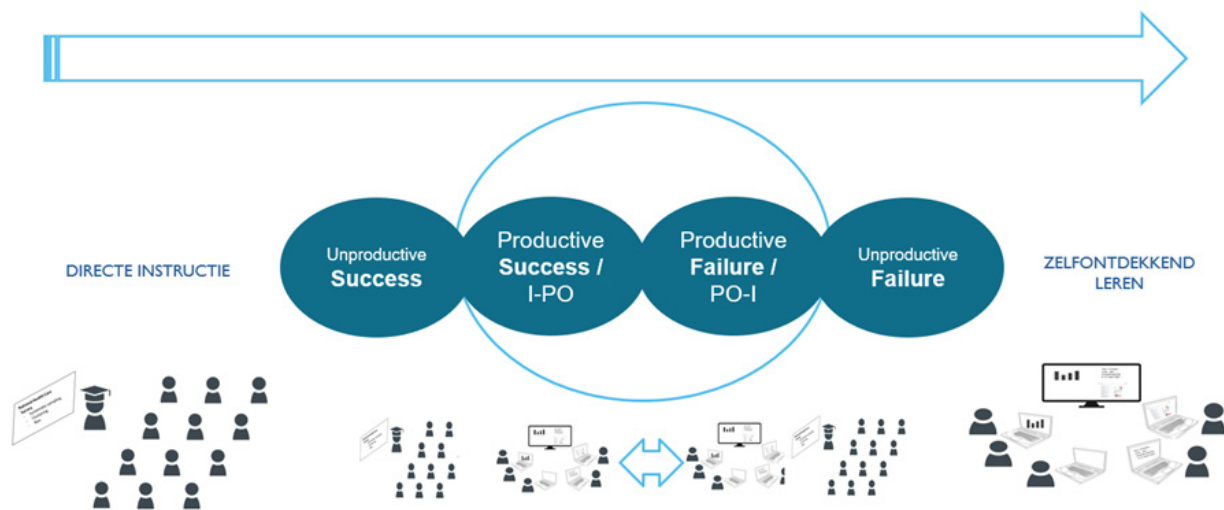 DIRECTE INSTRUCTIE
Unproductive
Success
Productive
Success /
I-PO
Productive
Failure /
PO-I
Unproductive
Failure
ZELFONTDEKKEND
LEREN